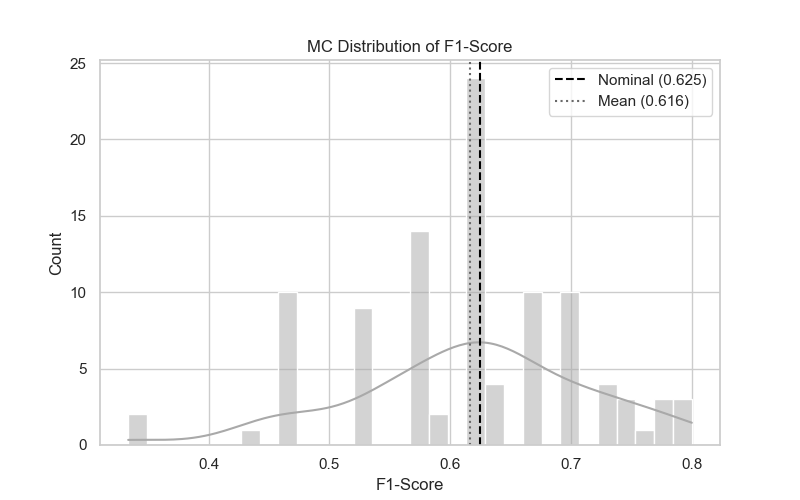 MC Distribution of F1-Score
25
20
15
10
5
0
Count
Nominal (0.625)
Mean (0.616)
0.4 0.5 0.6 0.7 0.8
F1-Score